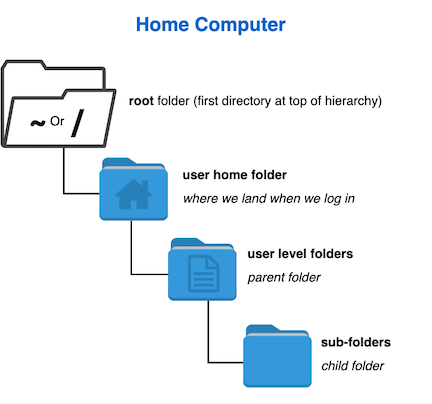 Home Computer
~ Or /
root folder (first directory at top of hierarchy)
user home folder
where we land when we log in
user level folders
parent folder
sub-folders
child folder